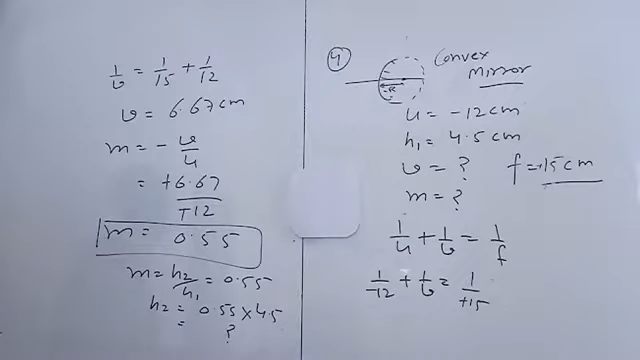 1/v = 1/15 + 1/12
v = 6.67 cm
m = - v/u
= +6.67/+12
m = 0.55
m = h₂/h₁ = 0.55
h₂ = 0.55 × 4.5
= ?
4 Convex
mirror
u = -12 cm
h₁ = 4.5 cm
v = ? f = +15 cm
m = ?
1/u + 1/v = 1/f
1/-12 + 1/v = 1/+15